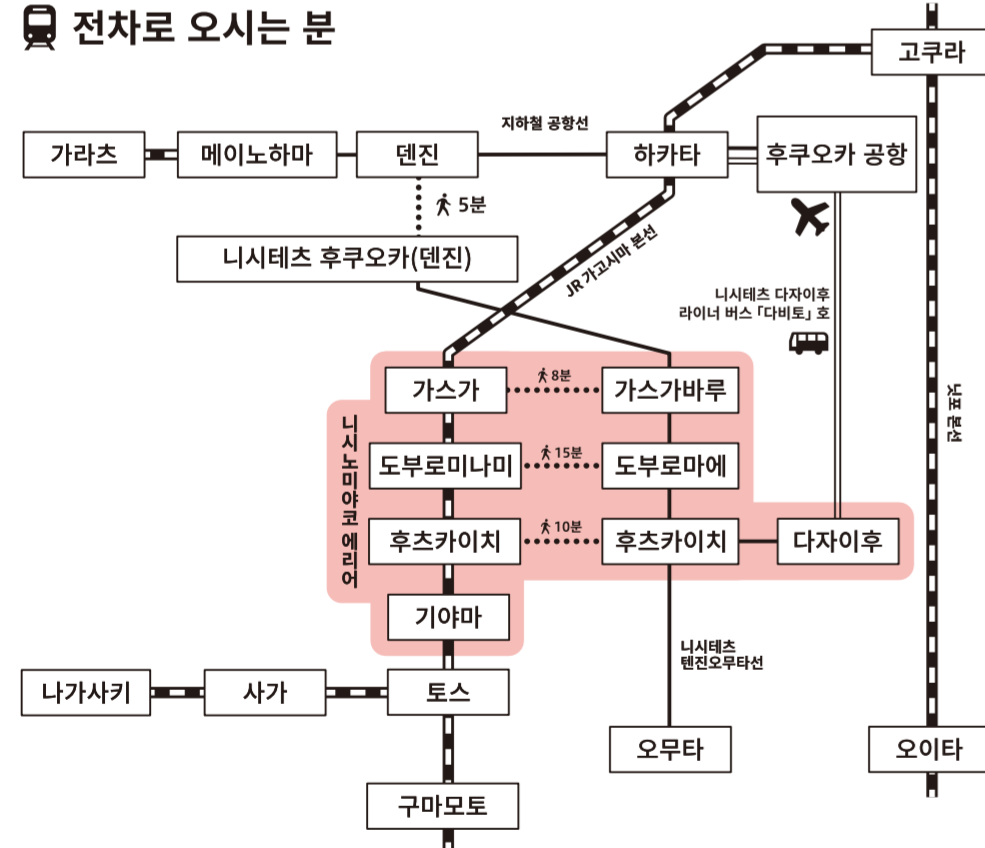 전차로 오시는 분
고쿠라
지하철 공항선
가라츠
메이노하마
덴진
하카타
후쿠오카 공항
5분
니시테츠 후쿠오카(덴진)
JR 가고시마 본선
니시테츠 다자이후
라이너 버스 「다비토」 호
가스가
8분
가스가바루
닛포 본선
니시노미야코 에리어
도부로미나미
15분
도부로마에
후츠카이치
10분
후츠카이치
다자이후
기야마
니시테츠
텐진오무타선
나가사키
사가
토스
오무타
오이타
구마모토